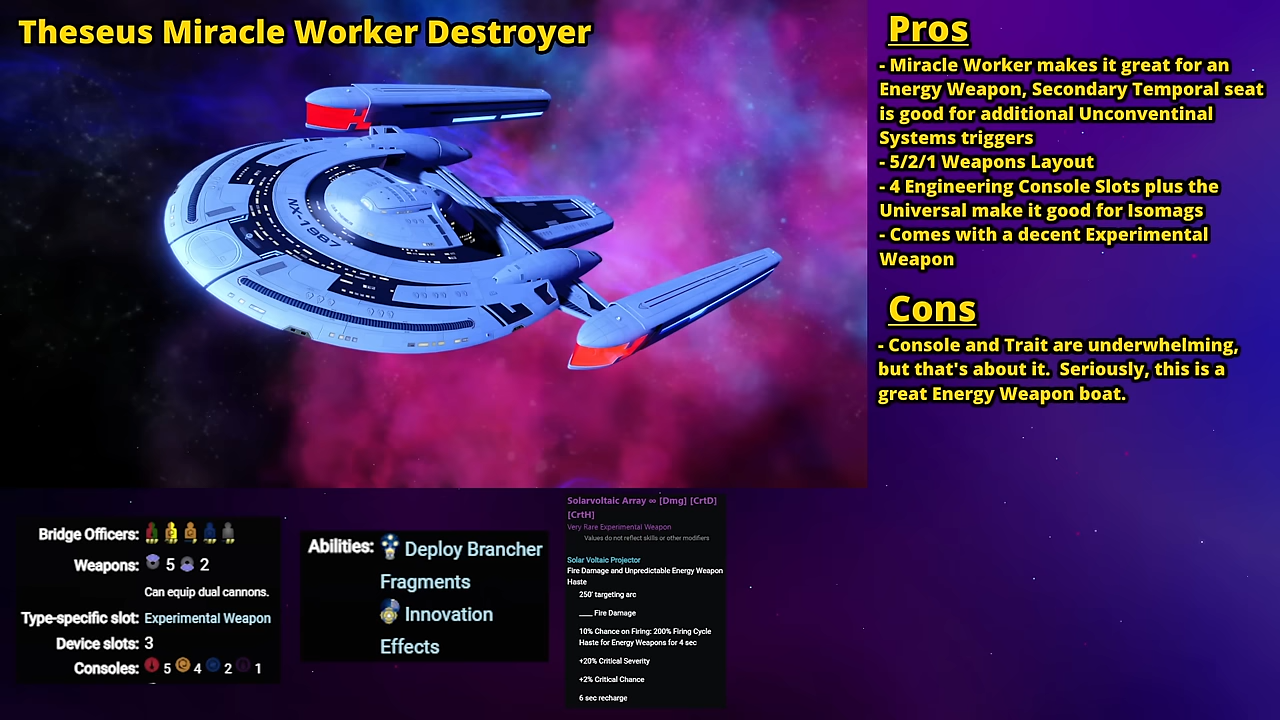 Theseus Miracle Worker Destroyer
NX-1987
Pros
- Miracle Worker makes it great for an
Energy Weapon, Secondary Temporal seat
is good for additional Unconventinal
Systems triggers
- 5/2/1 Weapons Layout
- 4 Engineering Console Slots plus the
Universal make it good for Isomags
- Comes with a decent Experimental
Weapon
Cons
- Console and Trait are underwhelming,
but that's about it.  Seriously, this is a
great Energy Weapon boat.
Bridge Officers:
Weapons: 5 2
Can equip dual cannons.
Type-specific slot: Experimental Weapon
Device slots: 3
Consoles: 5 4 2 1
Abilities: Deploy Brancher
Fragments
Innovation
Effects
Solarvoltaic Array ∞ [Dmg] [CrtD]
[CrtH]
Very Rare Experimental Weapon
Values do not reflect skills or other modifiers
Solar Voltaic Projector
Fire Damage and Unpredictable Energy Weapon
Haste
250' targeting arc
___ Fire Damage
10% Chance on Firing: 200% Firing Cycle
Haste for Energy Weapons for 4 sec
+20% Critical Severity
+2% Critical Chance
6 sec recharge